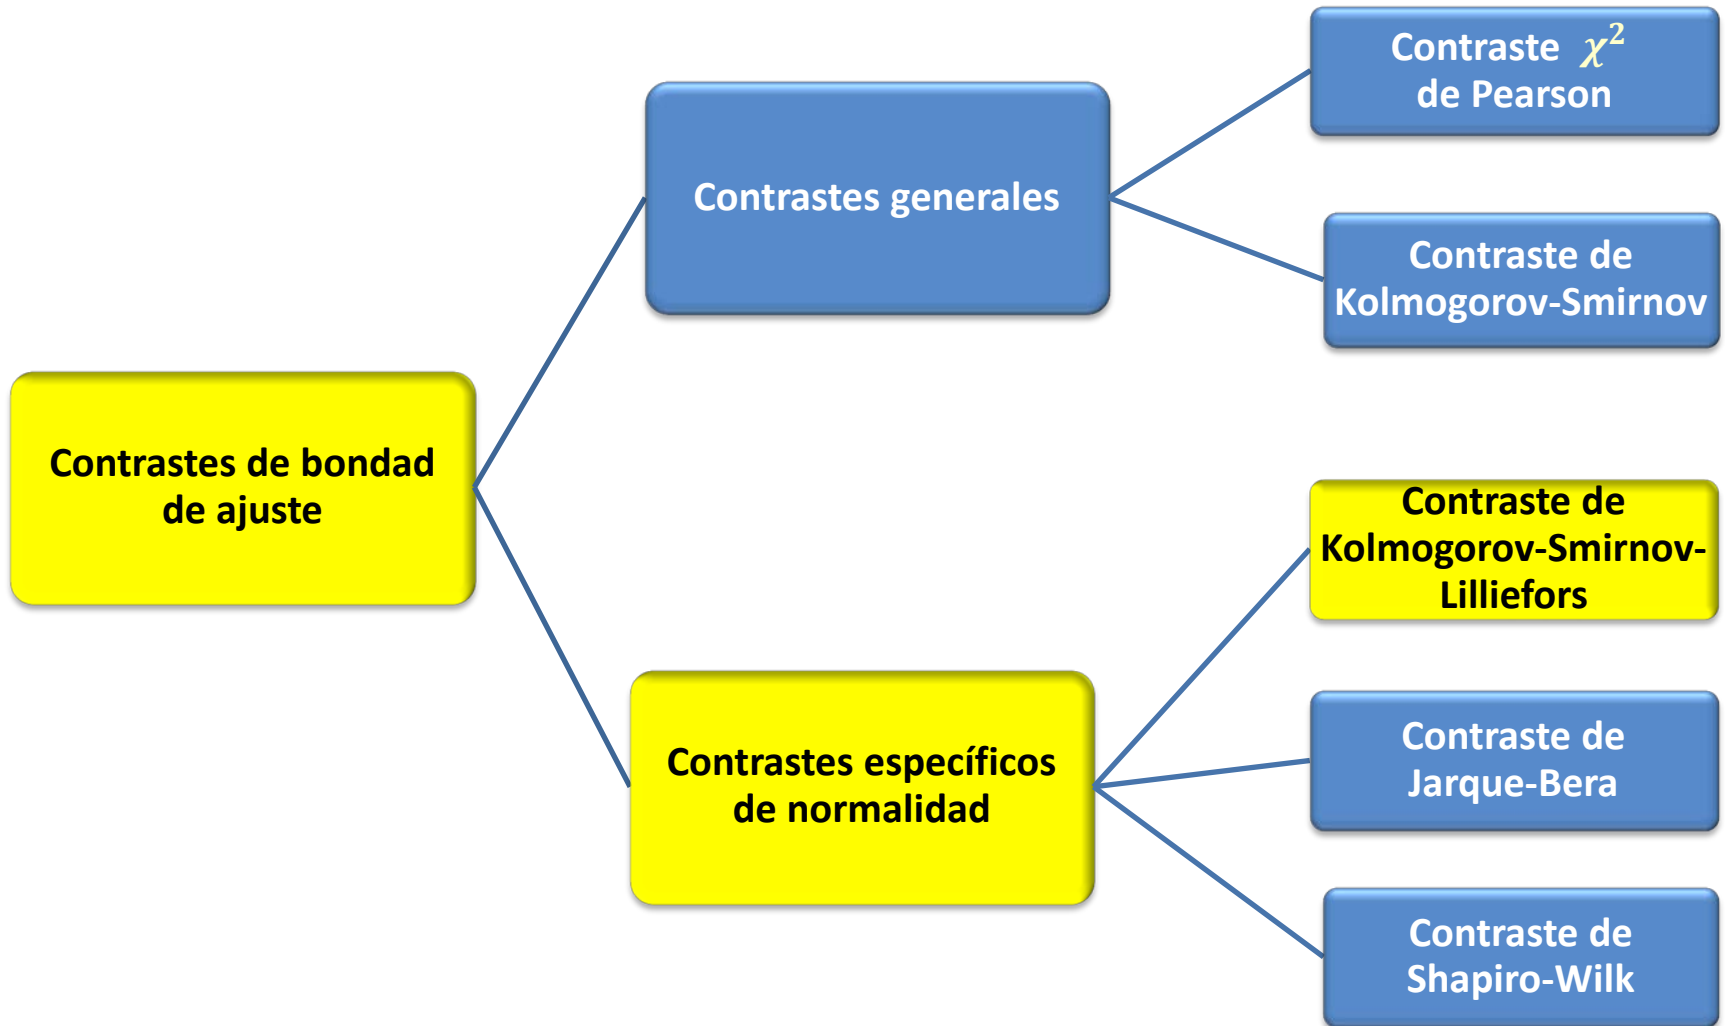 Contraste χ²
de Pearson
Contrastes generales
Contraste de
Kolmogorov-Smirnov
Contrastes de bondad
de ajuste
Contraste de
Kolmogorov-Smirnov-
Lilliefors
Contrastes específicos
de normalidad
Contraste de
Jarque-Bera
Contraste de
Shapiro-Wilk